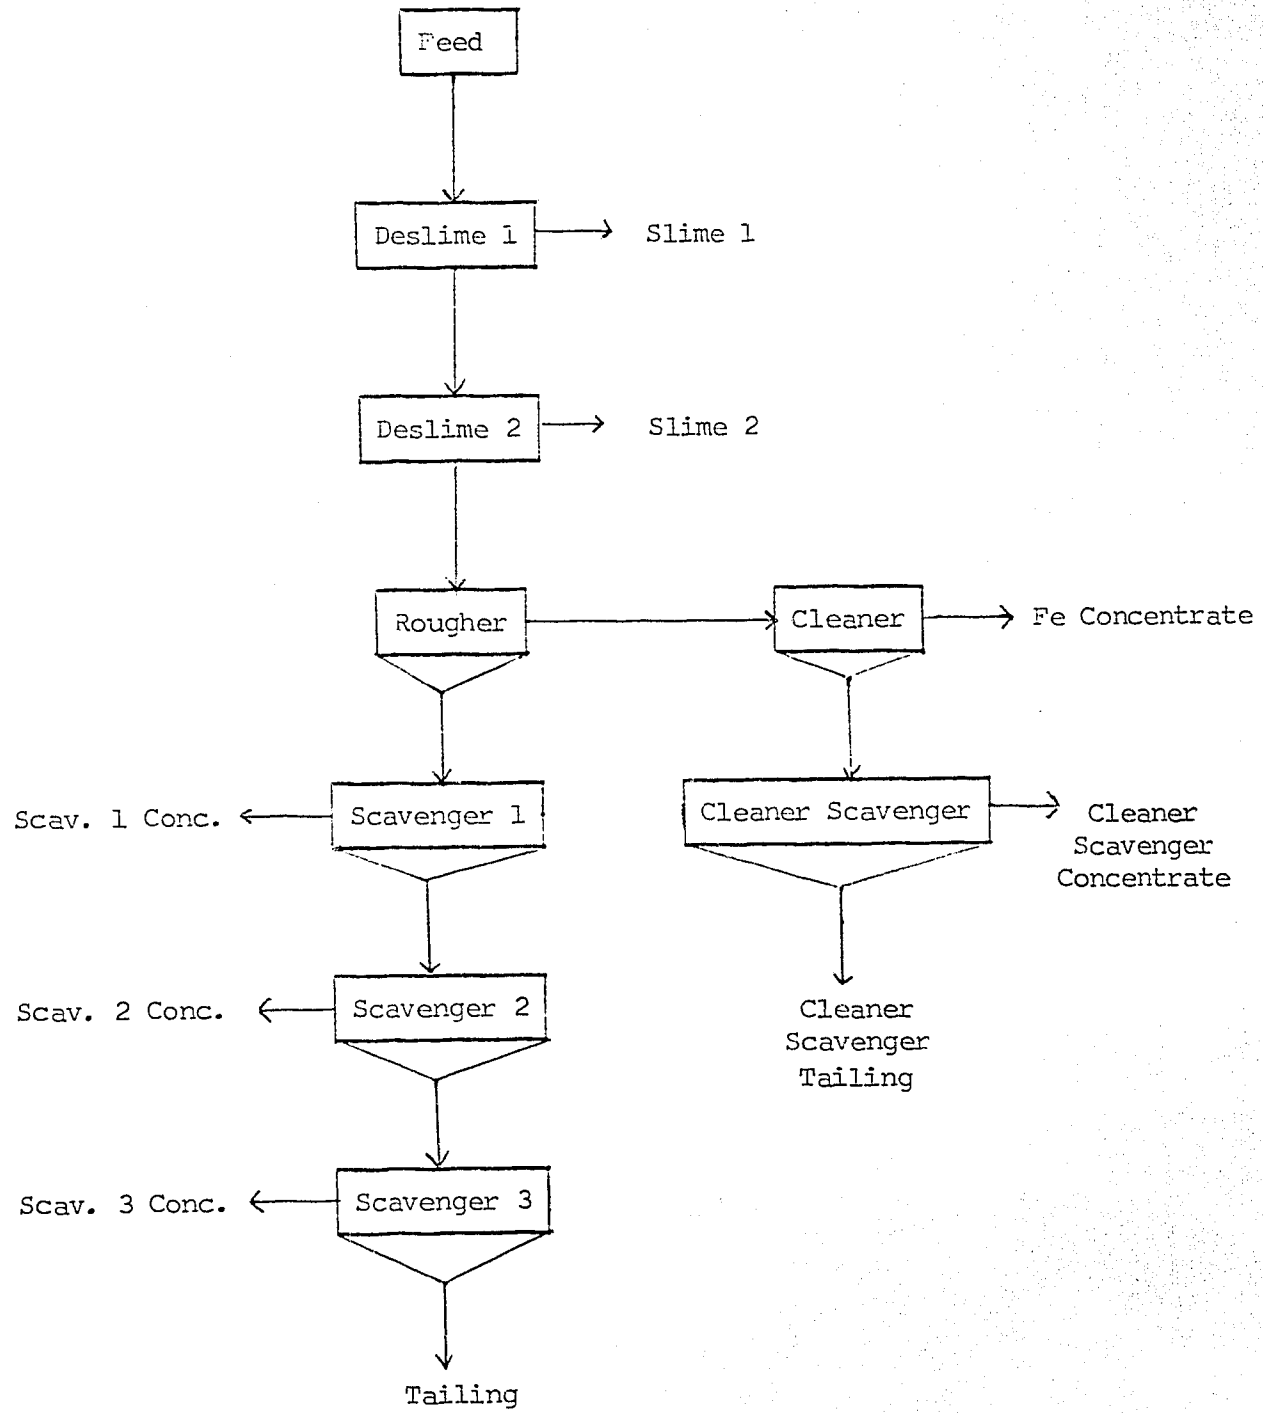 Feed
Deslime 1
Slime 1
Deslime 2
Slime 2
Rougher
Cleaner
Fe Concentrate
Scav. 1 Conc.
Scavenger 1
Cleaner Scavenger
Cleaner
Scavenger
Concentrate
Scav. 2 Conc.
Scavenger 2
Cleaner
Scavenger
Tailing
Scav. 3 Conc.
Scavenger 3
Tailing